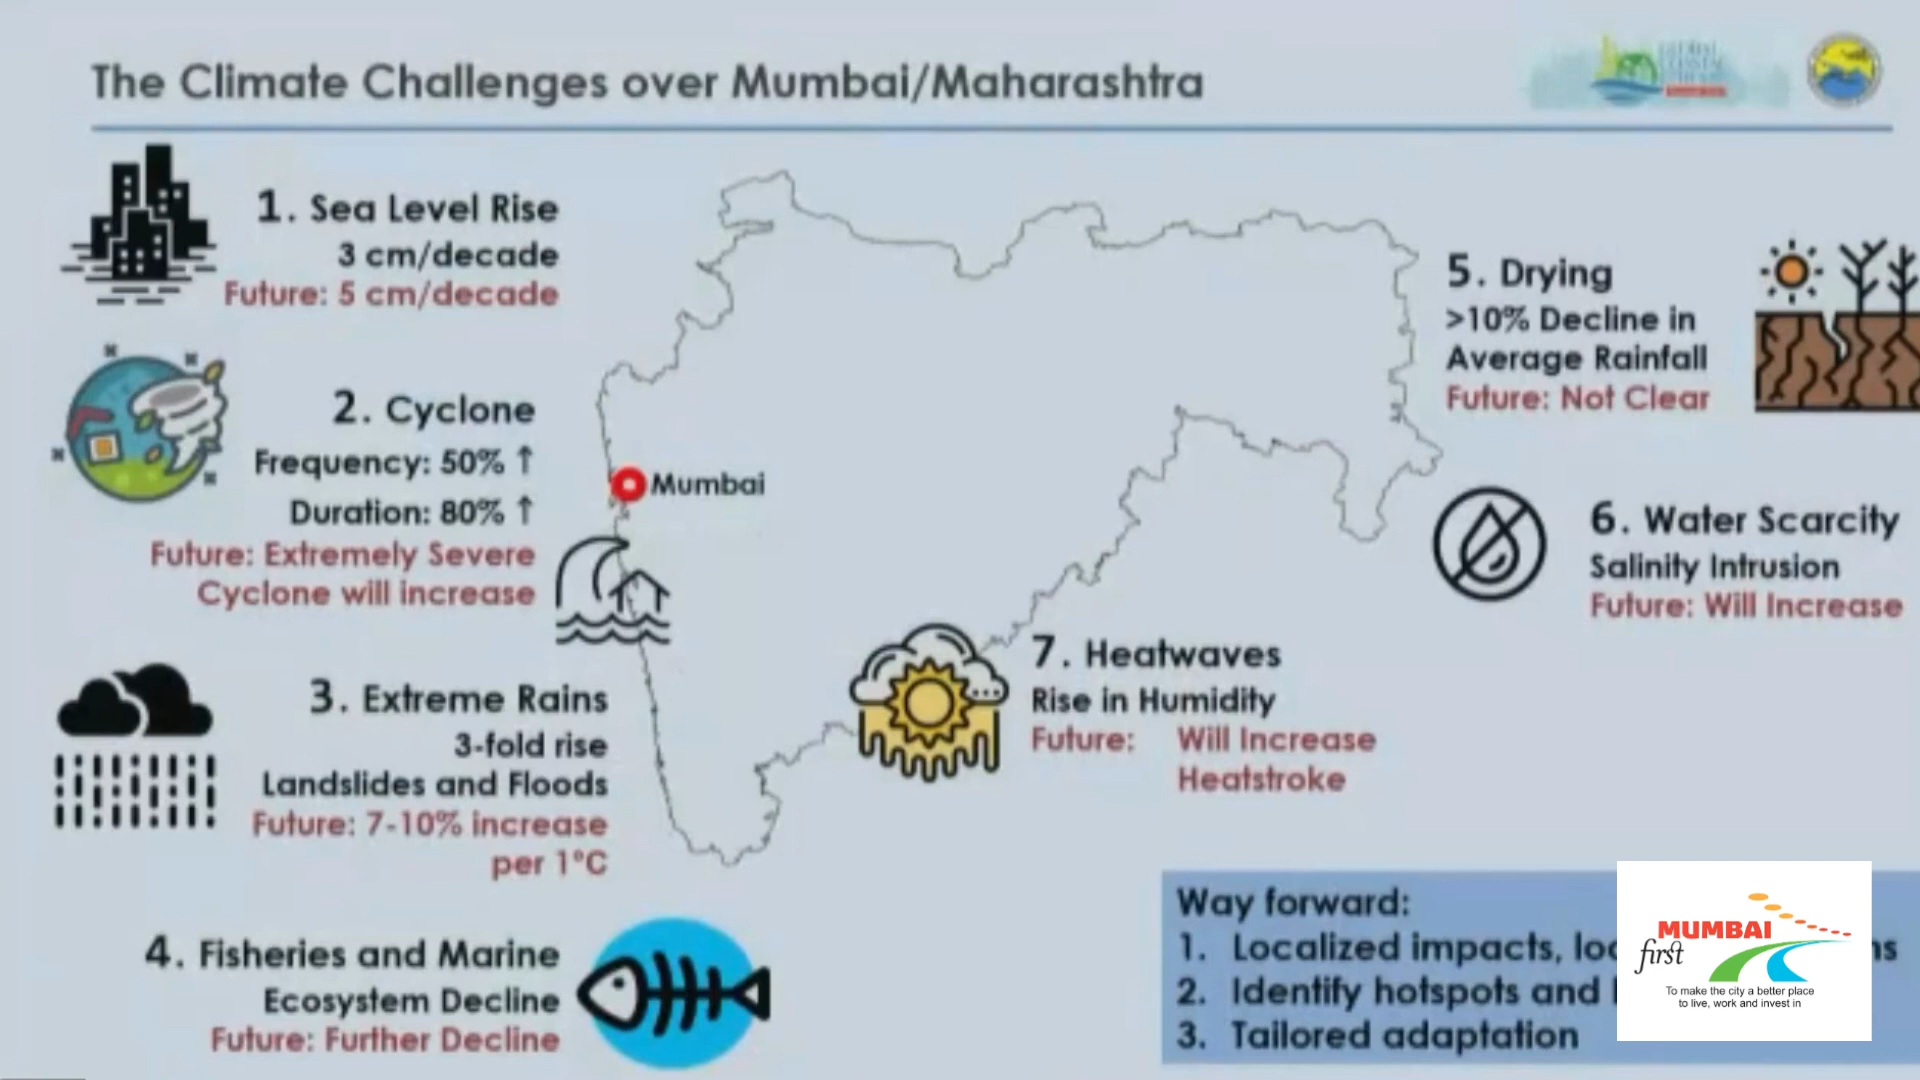 The Climate Challenges over Mumbai/Maharashtra
1. Sea Level Rise
3 cm/decade
Future: 5 cm/decade
2. Cyclone
Frequency: 50% ↑
Duration: 80% ↑
Future: Extremely Severe
Cyclone will increase
3. Extreme Rains
3-fold rise
Landslides and Floods
Future: 7-10% increase
per 1°C
4. Fisheries and Marine
Ecosystem Decline
Future: Further Decline
Mumbai
5. Drying
>10% Decline in
Average Rainfall
Future: Not Clear
6. Water Scarcity
Salinity Intrusion
Future: Will Increase
7. Heatwaves
Rise in Humidity
Future: Will Increase
Heatstroke
Way forward:
1. Localized impacts,
2. Identify hotspots and
3. Tailored adaptation
MUMBAI
first
To make the city a better place
to live, work and invest in